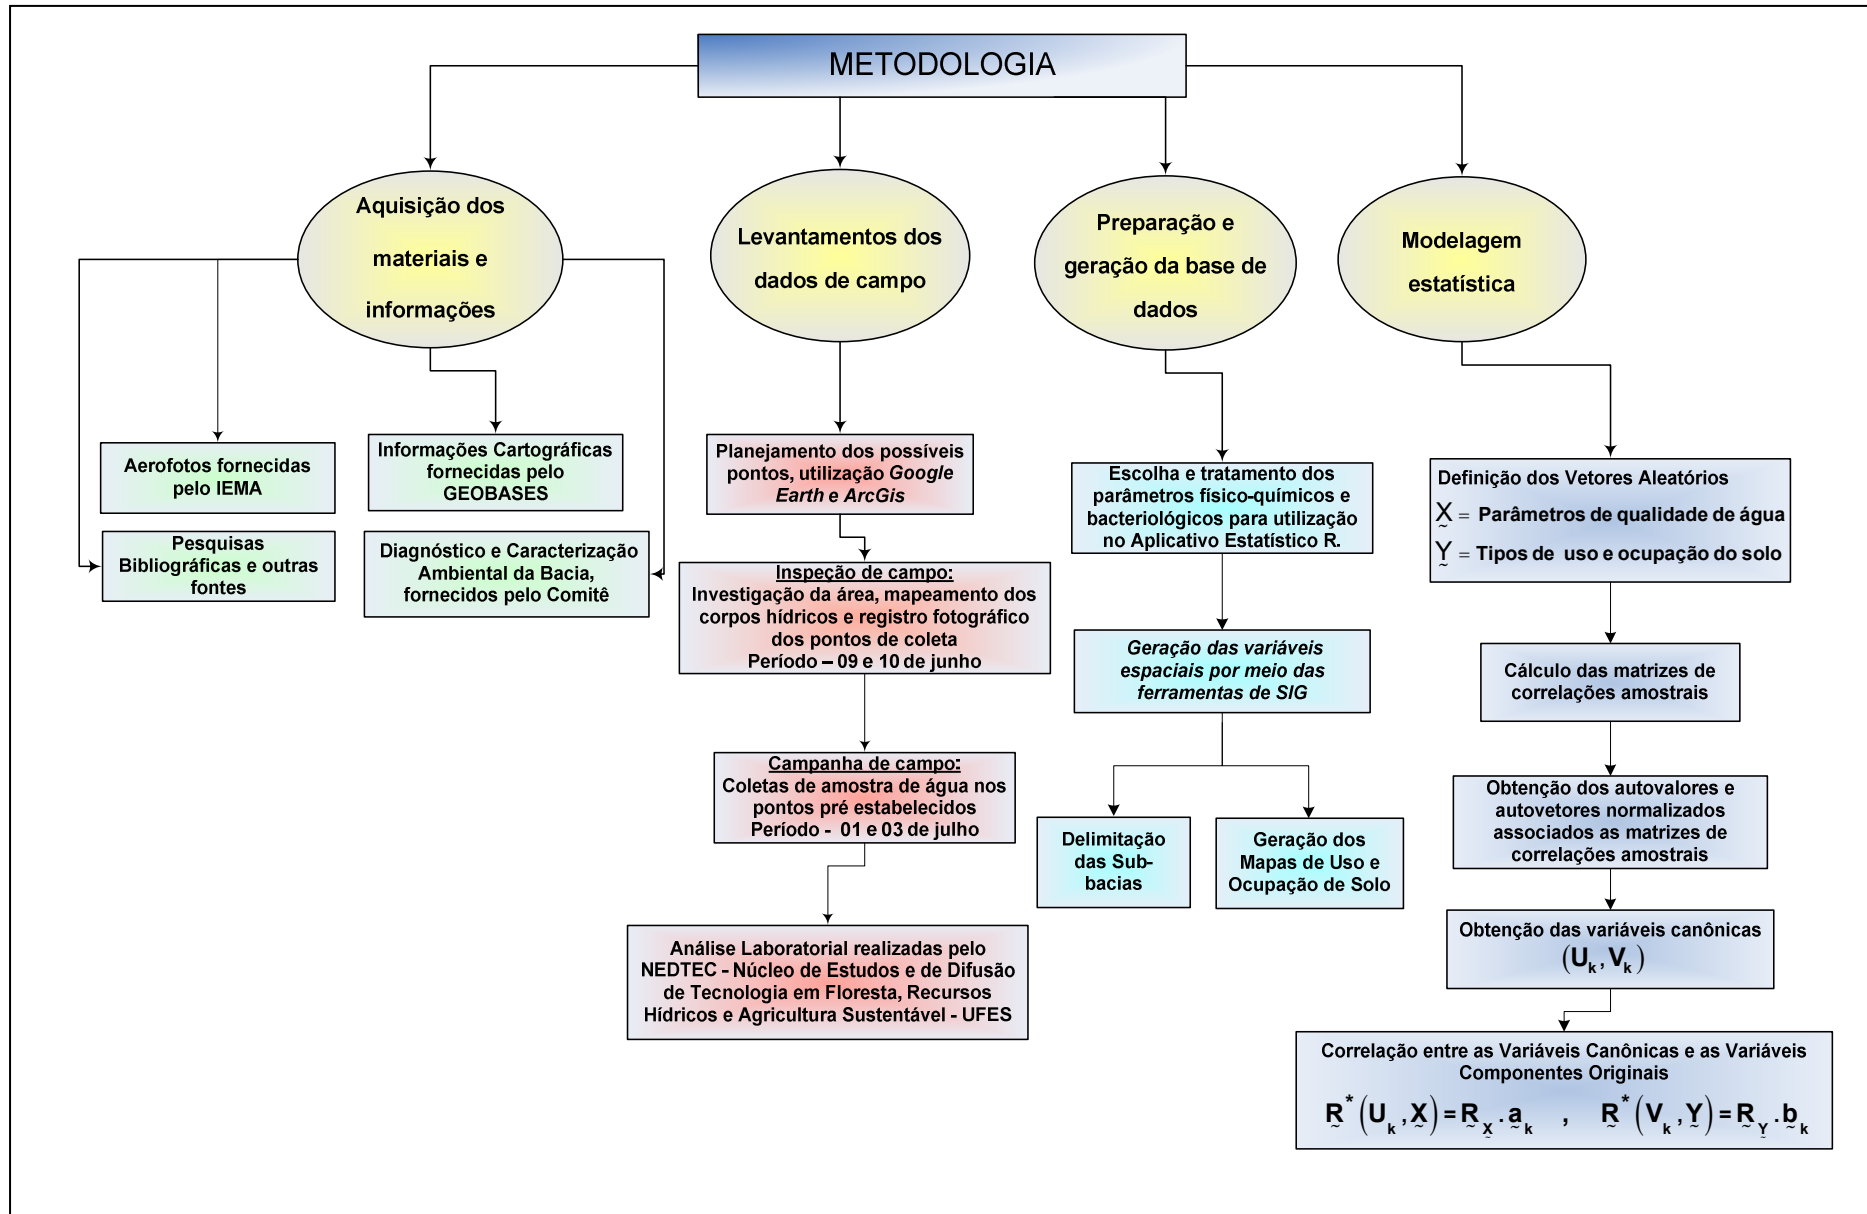 METODOLOGIA
Aquisição dos
materiais e
informações
Levantamentos dos
dados de campo
Preparação e
geração da base de
dados
Modelagem
estatística
Aerofotos fornecidas
pelo IEMA
Informações Cartográficas
fornecidas pelo
GEOBASES
Pesquisas
Bibliográficas e outras
fontes
Diagnóstico e Caracterização
Ambiental da Bacia,
fornecidos pelo Comitê
Planejamento dos possíveis
pontos, utilização Google
Earth e ArcGis
Inspeção de campo:
Investigação da área, mapeamento dos
corpos hídricos e registro fotográfico
dos pontos de coleta
Período – 09 e 10 de junho
Campanha de campo:
Coletas de amostra de água nos
pontos pré estabelecidos
Período - 01 e 03 de julho
Análise Laboratorial realizadas pelo
NEDTEC - Núcleo de Estudos e de Difusão
de Tecnologia em Floresta, Recursos
Hídricos e Agricultura Sustentável - UFES
Escolha e tratamento dos
parâmetros físico-químicos e
bacteriológicos para utilização
no Aplicativo Estatístico R.
Geração das variáveis
espaciais por meio das
ferramentas de SIG
Delimitação
das Sub-
bacias
Geração dos
Mapas de Uso e
Ocupação de Solo
Definição dos Vetores Aleatórios
X̰ = Parâmetros de qualidade de água
Y̰ = Tipos de uso e ocupação do solo
Cálculo das matrizes de
correlações amostrais
Obtenção dos autovalores e
autovetores normalizados
associados as matrizes de
correlações amostrais
Obtenção das variáveis canônicas
(U_k, V_k)
Correlação entre as Variáveis Canônicas e as Variáveis
Componentes Originais
R̰*(U_k, X̰) = R̰_X̰ . a̰_k , R̰*(V_k, Y̰) = R̰_Y̰ . b̰_k